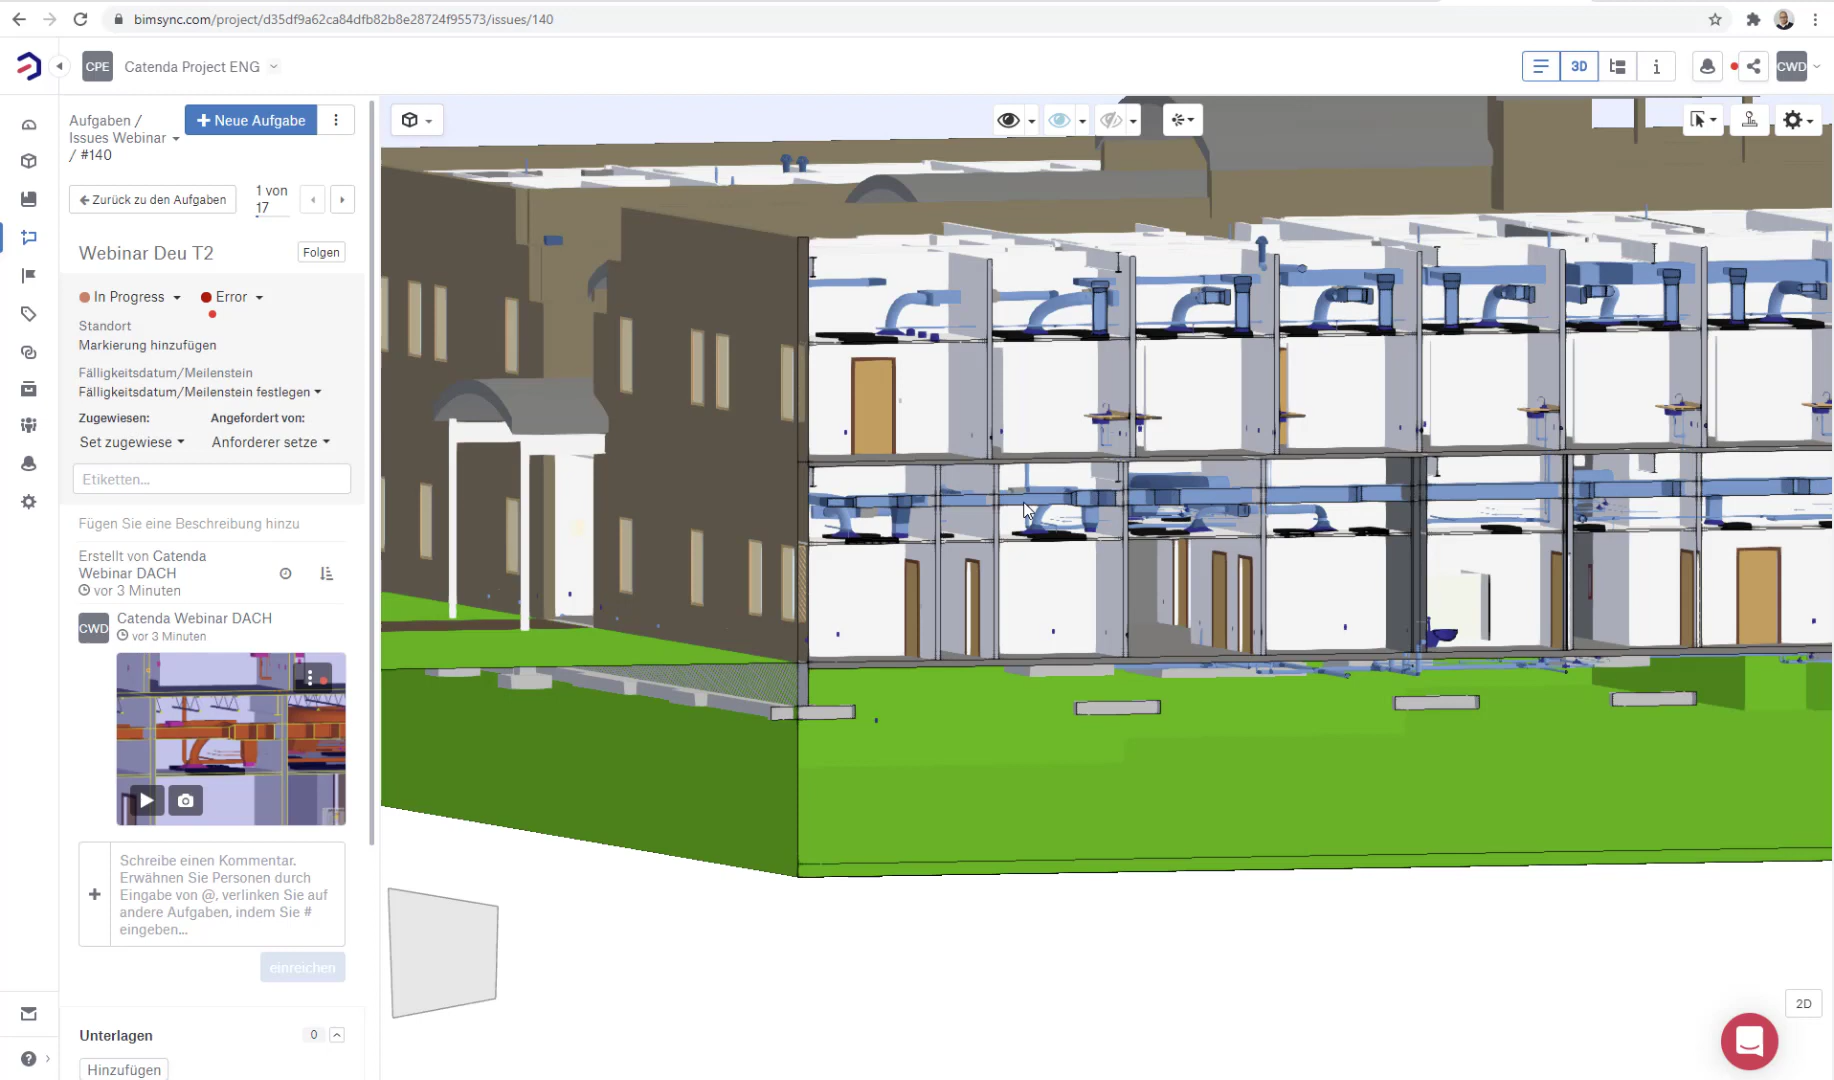 bimsync.com/project/d35df9a62ca84dfb82b8e28724f95573/issues/140
CPE
Catenda Project ENG
3D
CWD
Aufgaben /
Issues Webinar
/ #140
Neue Aufgabe
Zurück zu den Aufgaben
1 von
17
Webinar Deu T2
Folgen
In Progress
Error
Standort
Markierung hinzufügen
Fälligkeitsdatum/Meilenstein
Fälligkeitsdatum/Meilenstein festlegen
Zugewiesen:
Angefordert von:
Set zugewiese
Anforderer setze
Etiketten...
Fügen Sie eine Beschreibung hinzu
Erstellt von Catenda
Webinar DACH
vor 3 Minuten
CWD
Catenda Webinar DACH
vor 3 Minuten
Schreibe einen Kommentar.
Erwähnen Sie Personen durch
Eingabe von @, verlinken Sie auf
andere Aufgaben, indem Sie #
eingeben...
einreichen
Unterlagen
0
Hinzufügen
2D